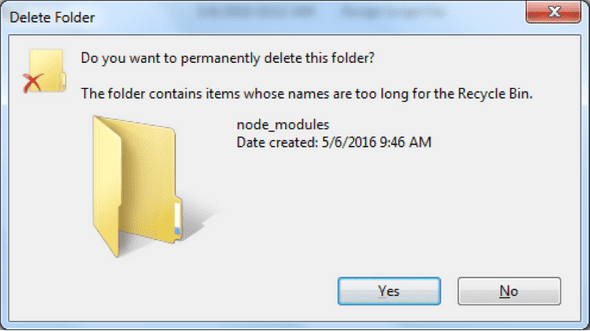 Delete Folder
Do you want to permanently delete this folder?
The folder contains items whose names are too long for the Recycle Bin.
node_modules
Date created: 5/6/2016 9:46 AM
Yes
No